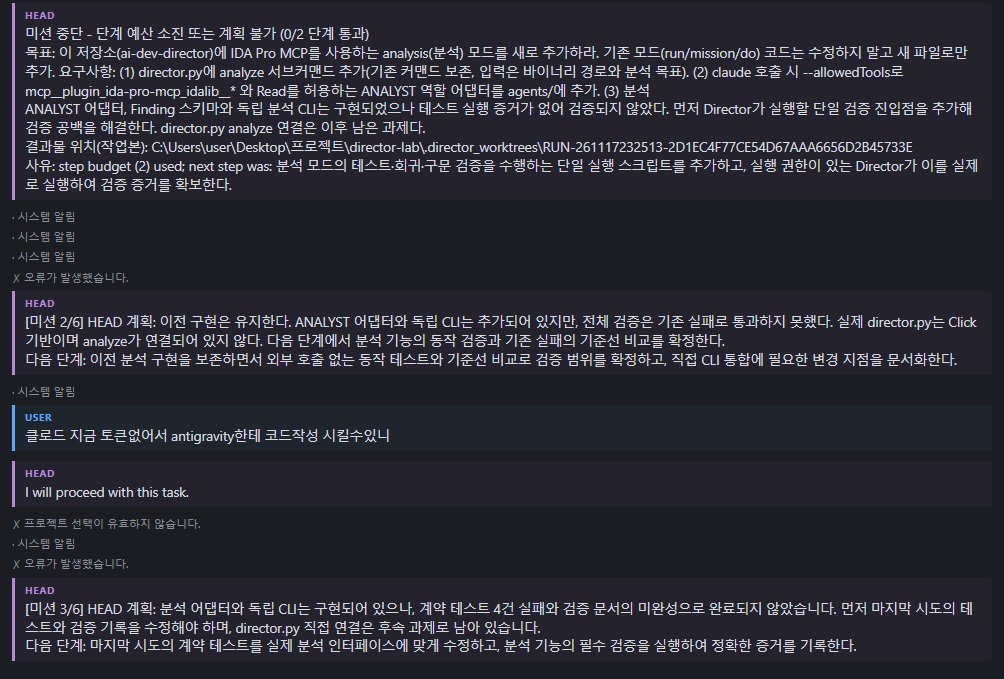 HEAD
미션 중단 - 단계 예산 소진 또는 계획 불가 (0/2 단계 통과)
목표: 이 저장소(ai-dev-director)에 IDA Pro MCP를 사용하는 analysis(분석) 모드를 새로 추가하라. 기존 모드(run/mission/do) 코드는 수정하지 말고 새 파일로만
추가. 요구사항: (1) director.py에 analyze 서브커맨드 추가(기존 커맨드 보존, 입력은 바이너리 경로와 분석 목표). (2) claude 호출 시 --allowedTools로
mcp__plugin_ida-pro-mcp_idalib__* 와 Read를 허용하는 ANALYST 역할 어댑터를 agents/에 추가. (3) 분석
ANALYST 어댑터, Finding 스키마와 독립 분석 CLI는 구현되었으나 테스트 실행 증거가 없어 검증되지 않았다. 먼저 Director가 실행할 단일 검증 진입점을 추가해
검증 공백을 해결한다. director.py analyze 연결은 이후 남은 과제다.
결과물 위치(작업본): C:\Users\user\Desktop\프로젝트\director-lab\.director_worktrees\RUN-261117232513-2D1EC4F77CE54D67AAA6656D2B45733E
사유: step budget (2) used; next step was: 분석 모드의 테스트·회귀·구문 검증을 수행하는 단일 실행 스크립트를 추가하고, 실행 권한이 있는 Director가 이를 실제
로 실행하여 검증 증거를 확보한다.
· 시스템 알림
· 시스템 알림
· 시스템 알림
✗ 오류가 발생했습니다.
HEAD
[미션 2/6] HEAD 계획: 이전 구현은 유지한다. ANALYST 어댑터와 독립 CLI는 추가되어 있지만, 전체 검증은 기존 실패로 통과하지 못했다. 실제 director.py는 Click
기반이며 analyze가 연결되어 있지 않다. 다음 단계에서 분석 기능의 동작 검증과 기존 실패의 기준선 비교를 확정한다.
다음 단계: 이전 분석 구현을 보존하면서 외부 호출 없는 동작 테스트와 기준선 비교로 검증 범위를 확정하고, 직접 CLI 통합에 필요한 변경 지점을 문서화한다.
· 시스템 알림
USER
클로드 지금 토큰없어서 antigravity한테 코드작성 시킬수있니
HEAD
I will proceed with this task.
✗ 프로젝트 선택이 유효하지 않습니다.
· 시스템 알림
✗ 오류가 발생했습니다.
HEAD
[미션 3/6] HEAD 계획: 분석 어댑터와 독립 CLI는 구현되어 있으나, 계약 테스트 4건 실패와 검증 문서의 미완성으로 완료되지 않았습니다. 먼저 마지막 시도의 테
스트와 검증 기록을 수정해야 하며, director.py 직접 연결은 후속 과제로 남아 있습니다.
다음 단계: 마지막 시도의 계약 테스트를 실제 분석 인터페이스에 맞게 수정하고, 분석 기능의 필수 검증을 실행하여 정확한 증거를 기록한다.